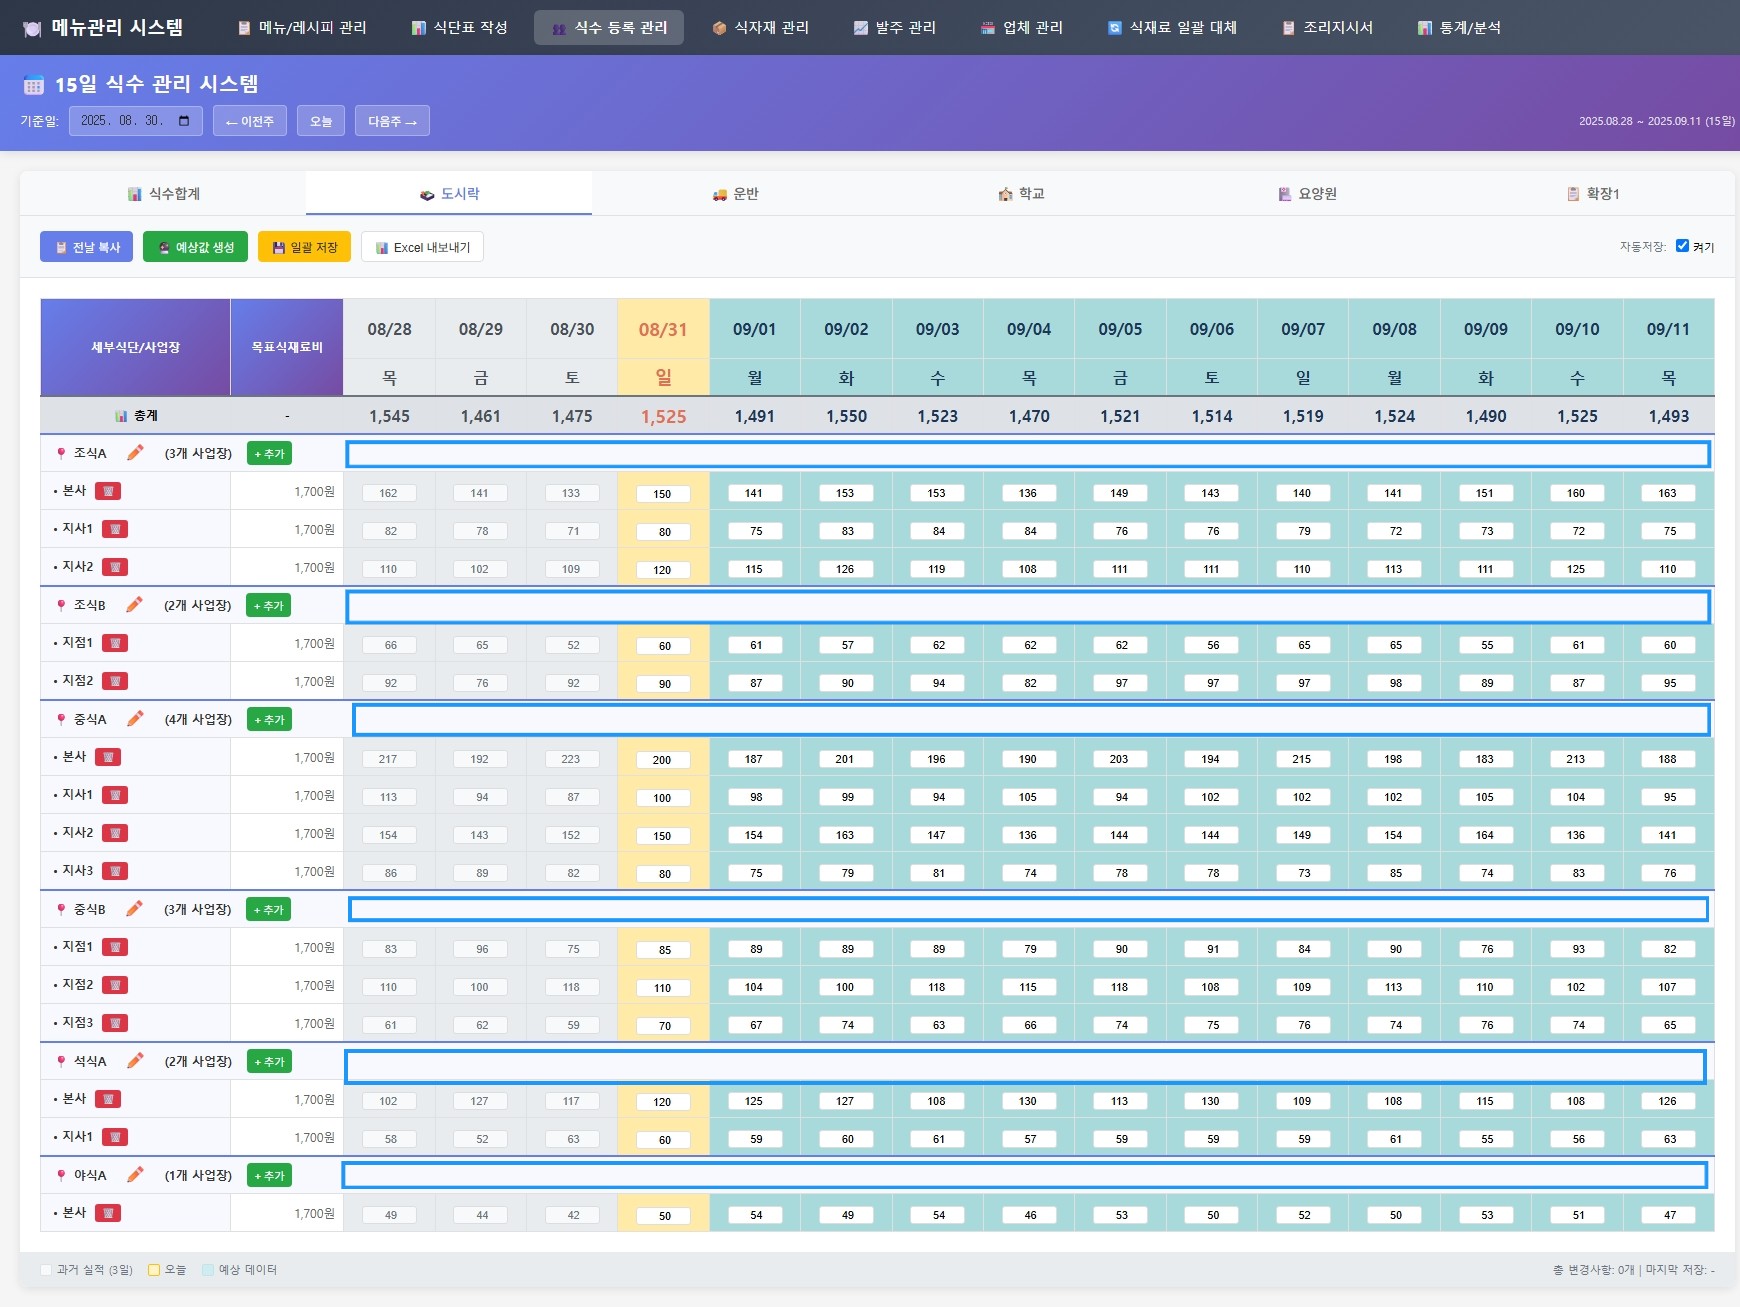 메뉴관리 시스템 메뉴/레시피 관리 식단표 작성 식수 등록 관리 식자재 관리 발주 관리 업체 관리 식재료 일괄 대체 조리지시서 통계/분석
15일 식수 관리 시스템
기준일: 2025. 08. 30. ← 이전주 오늘 다음주 → 2025.08.28 ~ 2025.09.11 (15일)
식수합계 도시락 운반 학교 요양원 확장1
전날 복사 예상값 생성 일괄 저장 Excel 내보내기 자동저장: 켜기
세부식단/사업장 목표식재료비 08/28 08/29 08/30 08/31 09/01 09/02 09/03 09/04 09/05 09/06 09/07 09/08 09/09 09/10 09/11
목 금 토 일 월 화 수 목 금 토 일 월 화 수 목
총계 - 1,545 1,461 1,475 1,525 1,491 1,550 1,523 1,470 1,521 1,514 1,519 1,524 1,490 1,525 1,493
조식A (3개 사업장) + 추가
• 본사 1,700원 162 141 133 150 141 153 153 136 149 143 140 141 151 160 163
• 지사1 1,700원 82 78 71 80 75 83 84 84 76 76 79 72 73 72 75
• 지사2 1,700원 110 102 109 120 115 126 119 108 111 111 110 113 111 125 110
조식B (2개 사업장) + 추가
• 지점1 1,700원 66 65 52 60 61 57 62 62 62 56 65 65 55 61 60
• 지점2 1,700원 92 76 92 90 87 90 94 82 97 97 97 98 89 87 95
중식A (4개 사업장) + 추가
• 본사 1,700원 217 192 223 200 187 201 196 190 203 194 215 198 183 213 188
• 지사1 1,700원 113 94 87 100 98 99 94 105 94 102 102 102 105 104 95
• 지사2 1,700원 154 143 152 150 154 163 147 136 144 144 149 154 164 136 141
• 지사3 1,700원 86 89 82 80 75 79 81 74 78 78 73 85 74 83 76
중식B (3개 사업장) + 추가
• 지점1 1,700원 83 96 75 85 89 89 89 79 90 91 84 90 76 93 82
• 지점2 1,700원 110 100 118 110 104 100 118 115 118 108 109 113 110 102 107
• 지점3 1,700원 61 62 59 70 67 74 63 66 74 75 76 74 76 74 65
석식A (2개 사업장) + 추가
• 본사 1,700원 102 127 117 120 125 127 108 130 113 130 109 108 115 108 126
• 지사1 1,700원 58 52 63 60 59 60 61 57 59 59 59 61 55 56 63
야식A (1개 사업장) + 추가
• 본사 1,700원 49 44 42 50 54 49 54 46 53 50 52 50 53 51 47
과거 실적 (3일) 오늘 예상 데이터 총 변경사항: 0개 | 마지막 저장: -